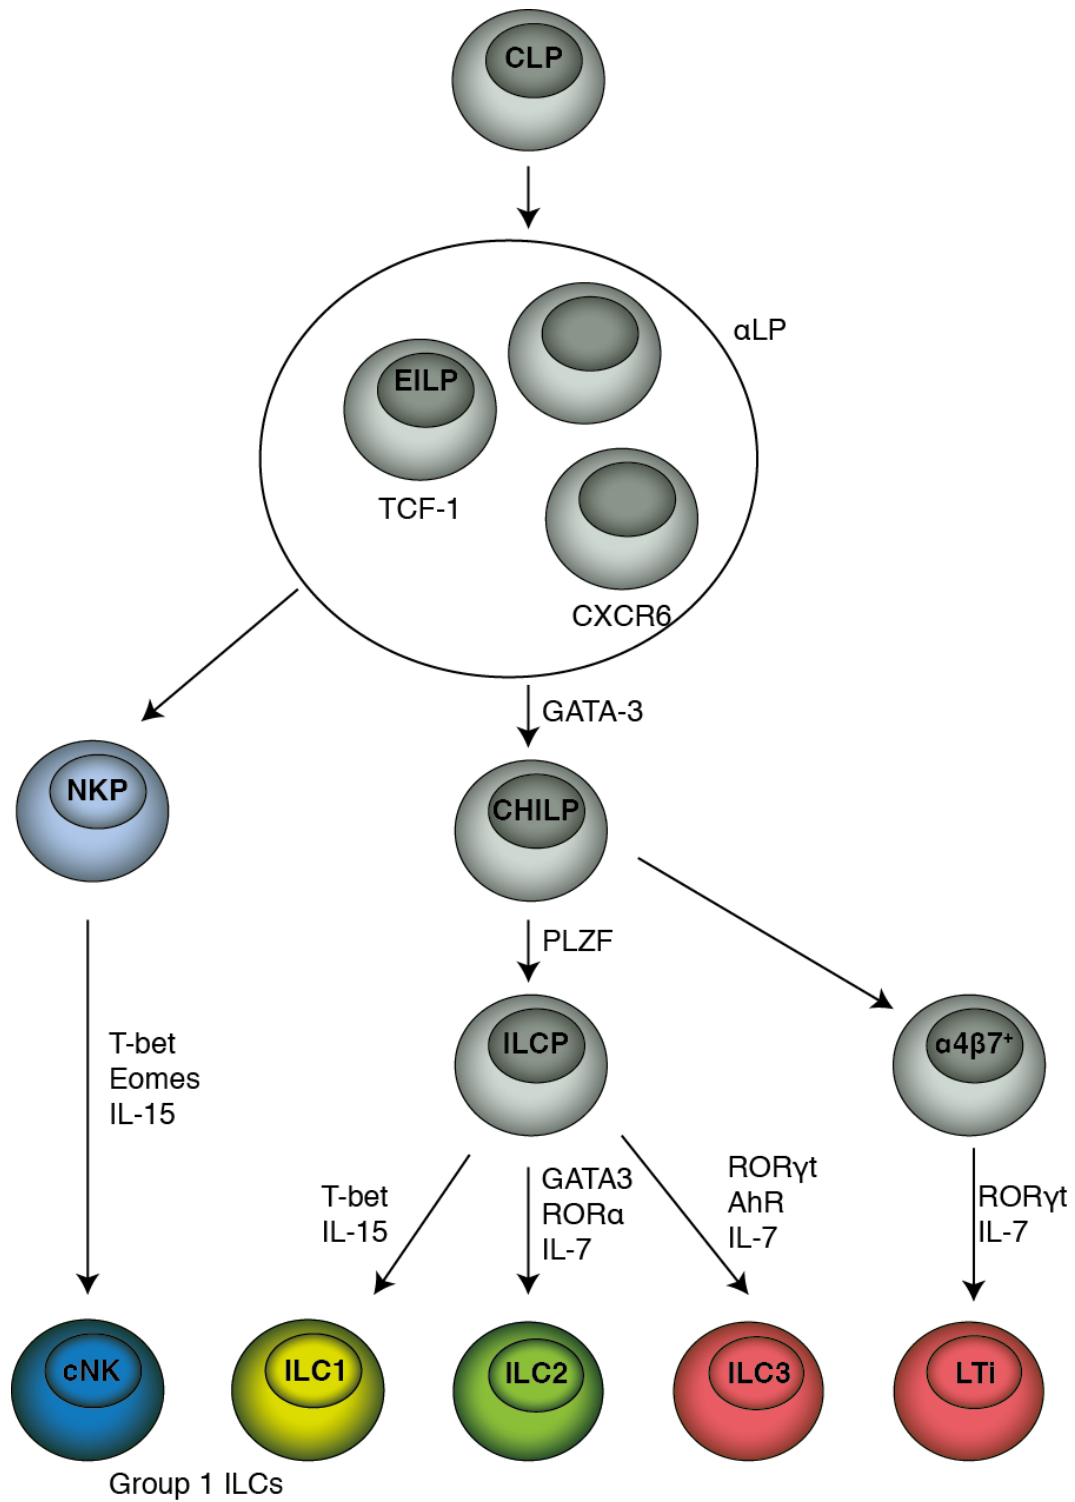 CLP
αLP
EILP
TCF-1
CXCR6
GATA-3
NKP
CHILP
PLZF
ILCP
α4β7⁺
T-bet
Eomes
IL-15
T-bet
IL-15
GATA3
RORα
IL-7
RORγt
AhR
IL-7
RORγt
IL-7
cNK
ILC1
ILC2
ILC3
LTi
Group 1 ILCs